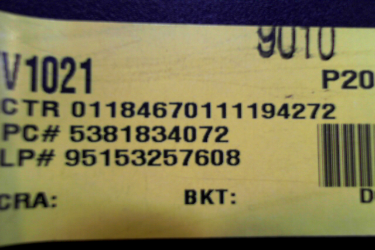 9010
V1021 P20
CTR 01184670111194272
PC# 5381834072
LP# 95153257608
CRA: BKT: D